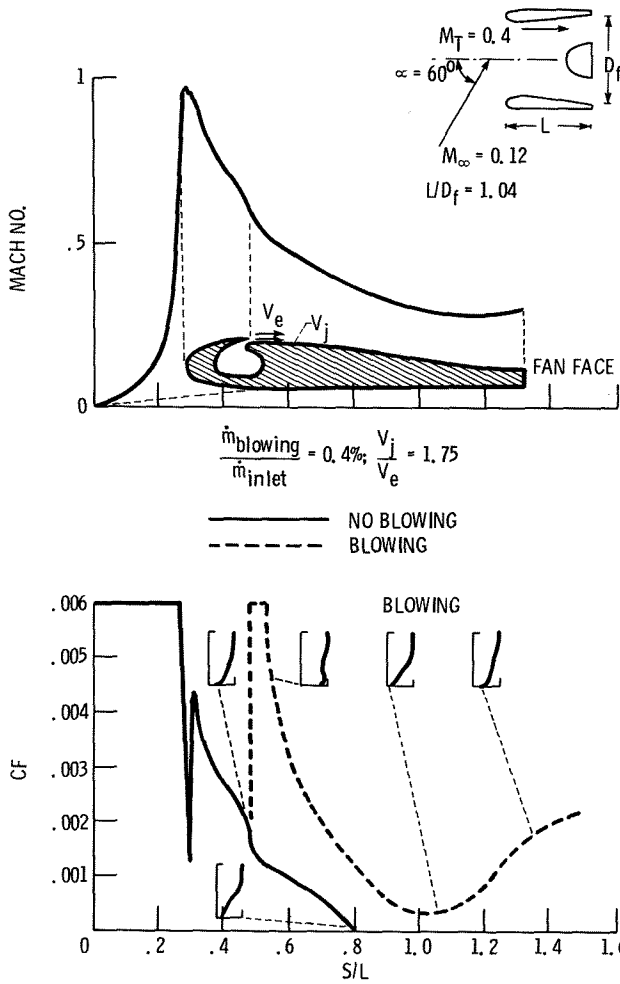 M_T = 0.4
∝ = 60°
D_f
L
M_∞ = 0.12
L/D_f = 1.04
1
.5
0
MACH NO.
V_e
V_j
FAN FACE
ṁ_blowing / ṁ_inlet = 0.4%; V_j / V_e = 1.75
NO BLOWING
BLOWING
BLOWING
.006
.005
.004
.003
.002
.001
CF
0 .2 .4 .6 .8 1.0 1.2 1.4 1.6
S/L